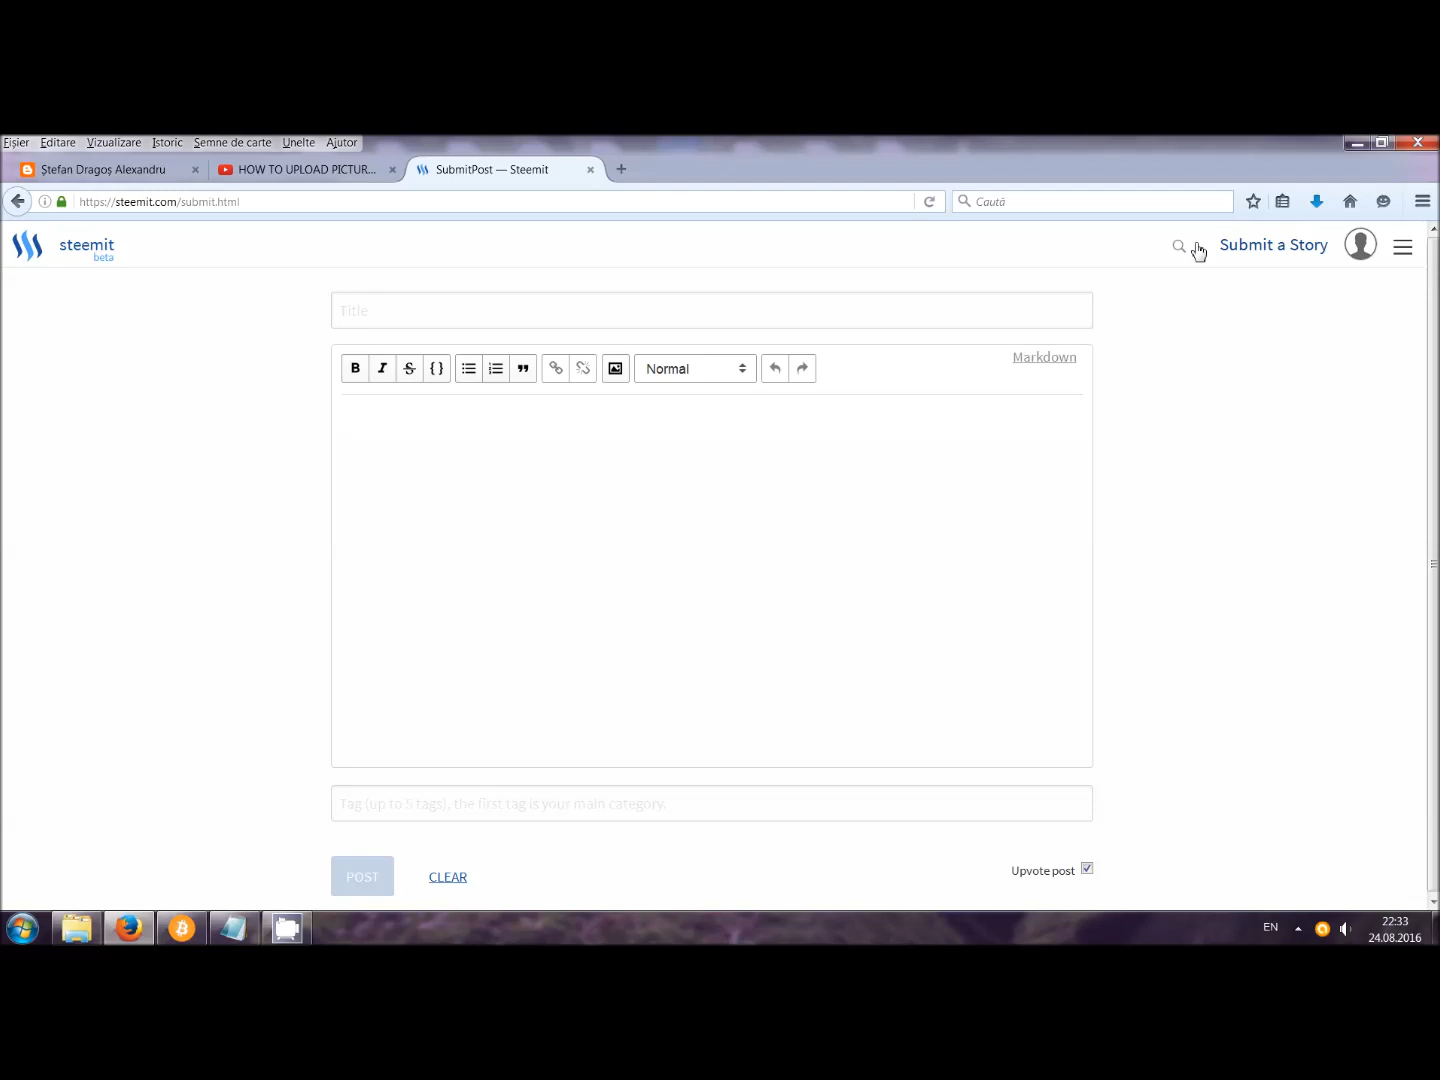 Fișier Editare Vizualizare Istoric Semne de carte Unelte Ajutor
Ștefan Dragoș Alexandru HOW TO UPLOAD PICTUR... SubmitPost — Steemit
https://steemit.com/submit.html Caută
steemit
beta
Submit a Story
Title
Markdown
B I S { } Normal
Tag (up to 5 tags), the first tag is your main category.
POST CLEAR Upvote post
EN 22:33
24.08.2016